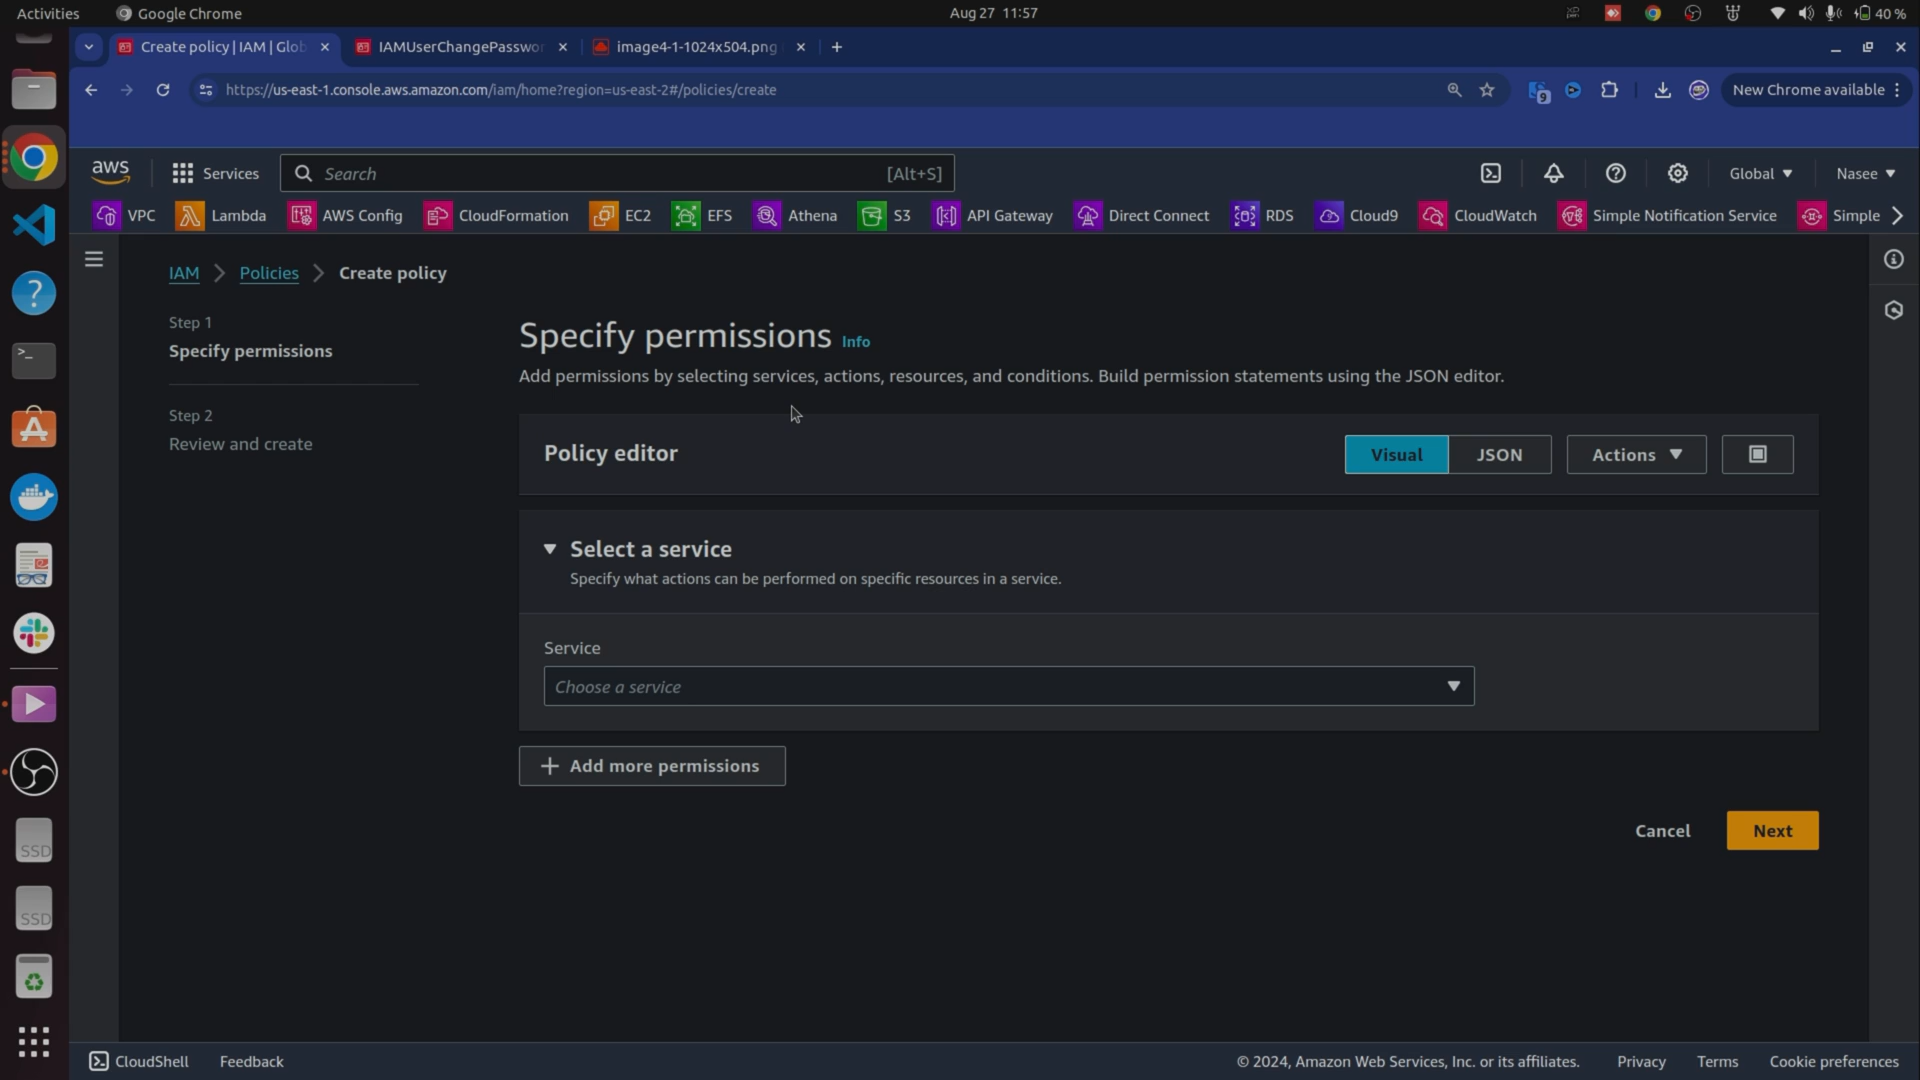 Activities
Google Chrome
Aug 27 11:57
40 %
Create policy | IAM | Glob
IAMUserChangePasswor
image4-1-1024x504.png
https://us-east-1.console.aws.amazon.com/iam/home?region=us-east-2#/policies/create
9
New Chrome available
aws
Services
Search
[Alt+S]
Global
Nasee
VPC
Lambda
AWS Config
CloudFormation
EC2
EFS
Athena
S3
API Gateway
Direct Connect
RDS
Cloud9
CloudWatch
Simple Notification Service
Simple
IAM
Policies
Create policy
Step 1
Specify permissions
Step 2
Review and create
Specify permissions Info
Add permissions by selecting services, actions, resources, and conditions. Build permission statements using the JSON editor.
Policy editor
Visual
JSON
Actions
Select a service
Specify what actions can be performed on specific resources in a service.
Service
Choose a service
Add more permissions
Cancel
Next
SSD
SSD
CloudShell
Feedback
© 2024, Amazon Web Services, Inc. or its affiliates.
Privacy
Terms
Cookie preferences